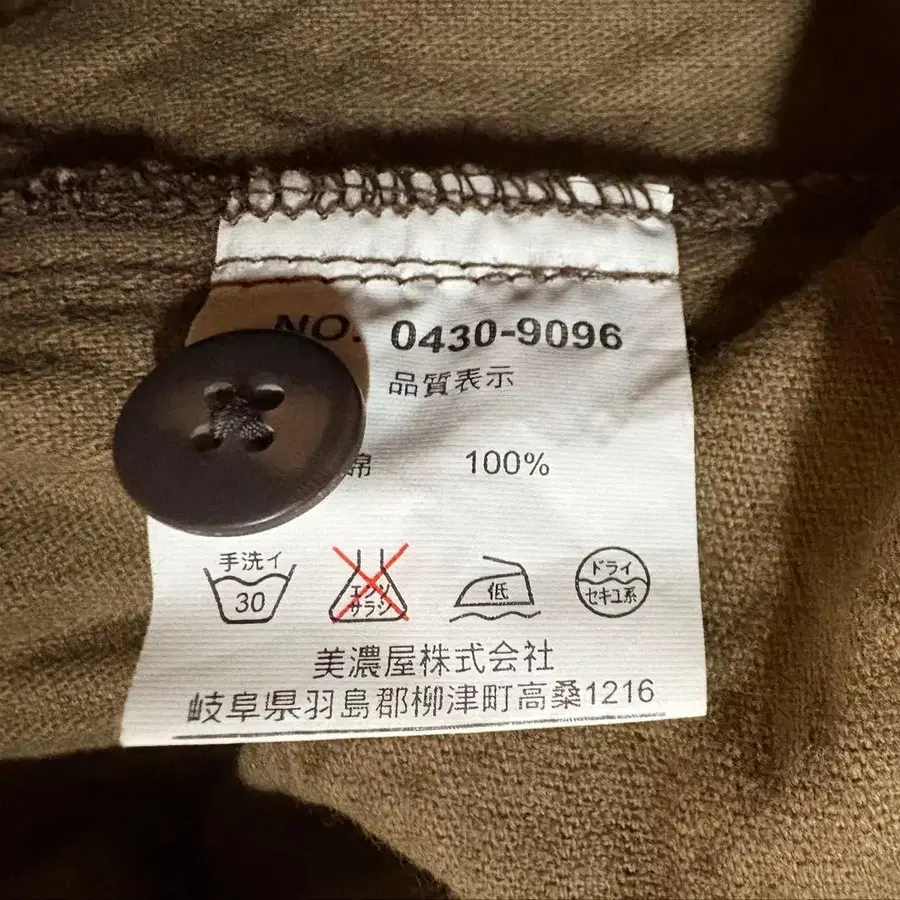 NO. 0430-9096
品質表示
綿 100%
手洗イ
30
エンソ
サラシ
低
ドライ
セキユ系
美濃屋株式会社
岐阜県羽島郡柳津町高桑1216